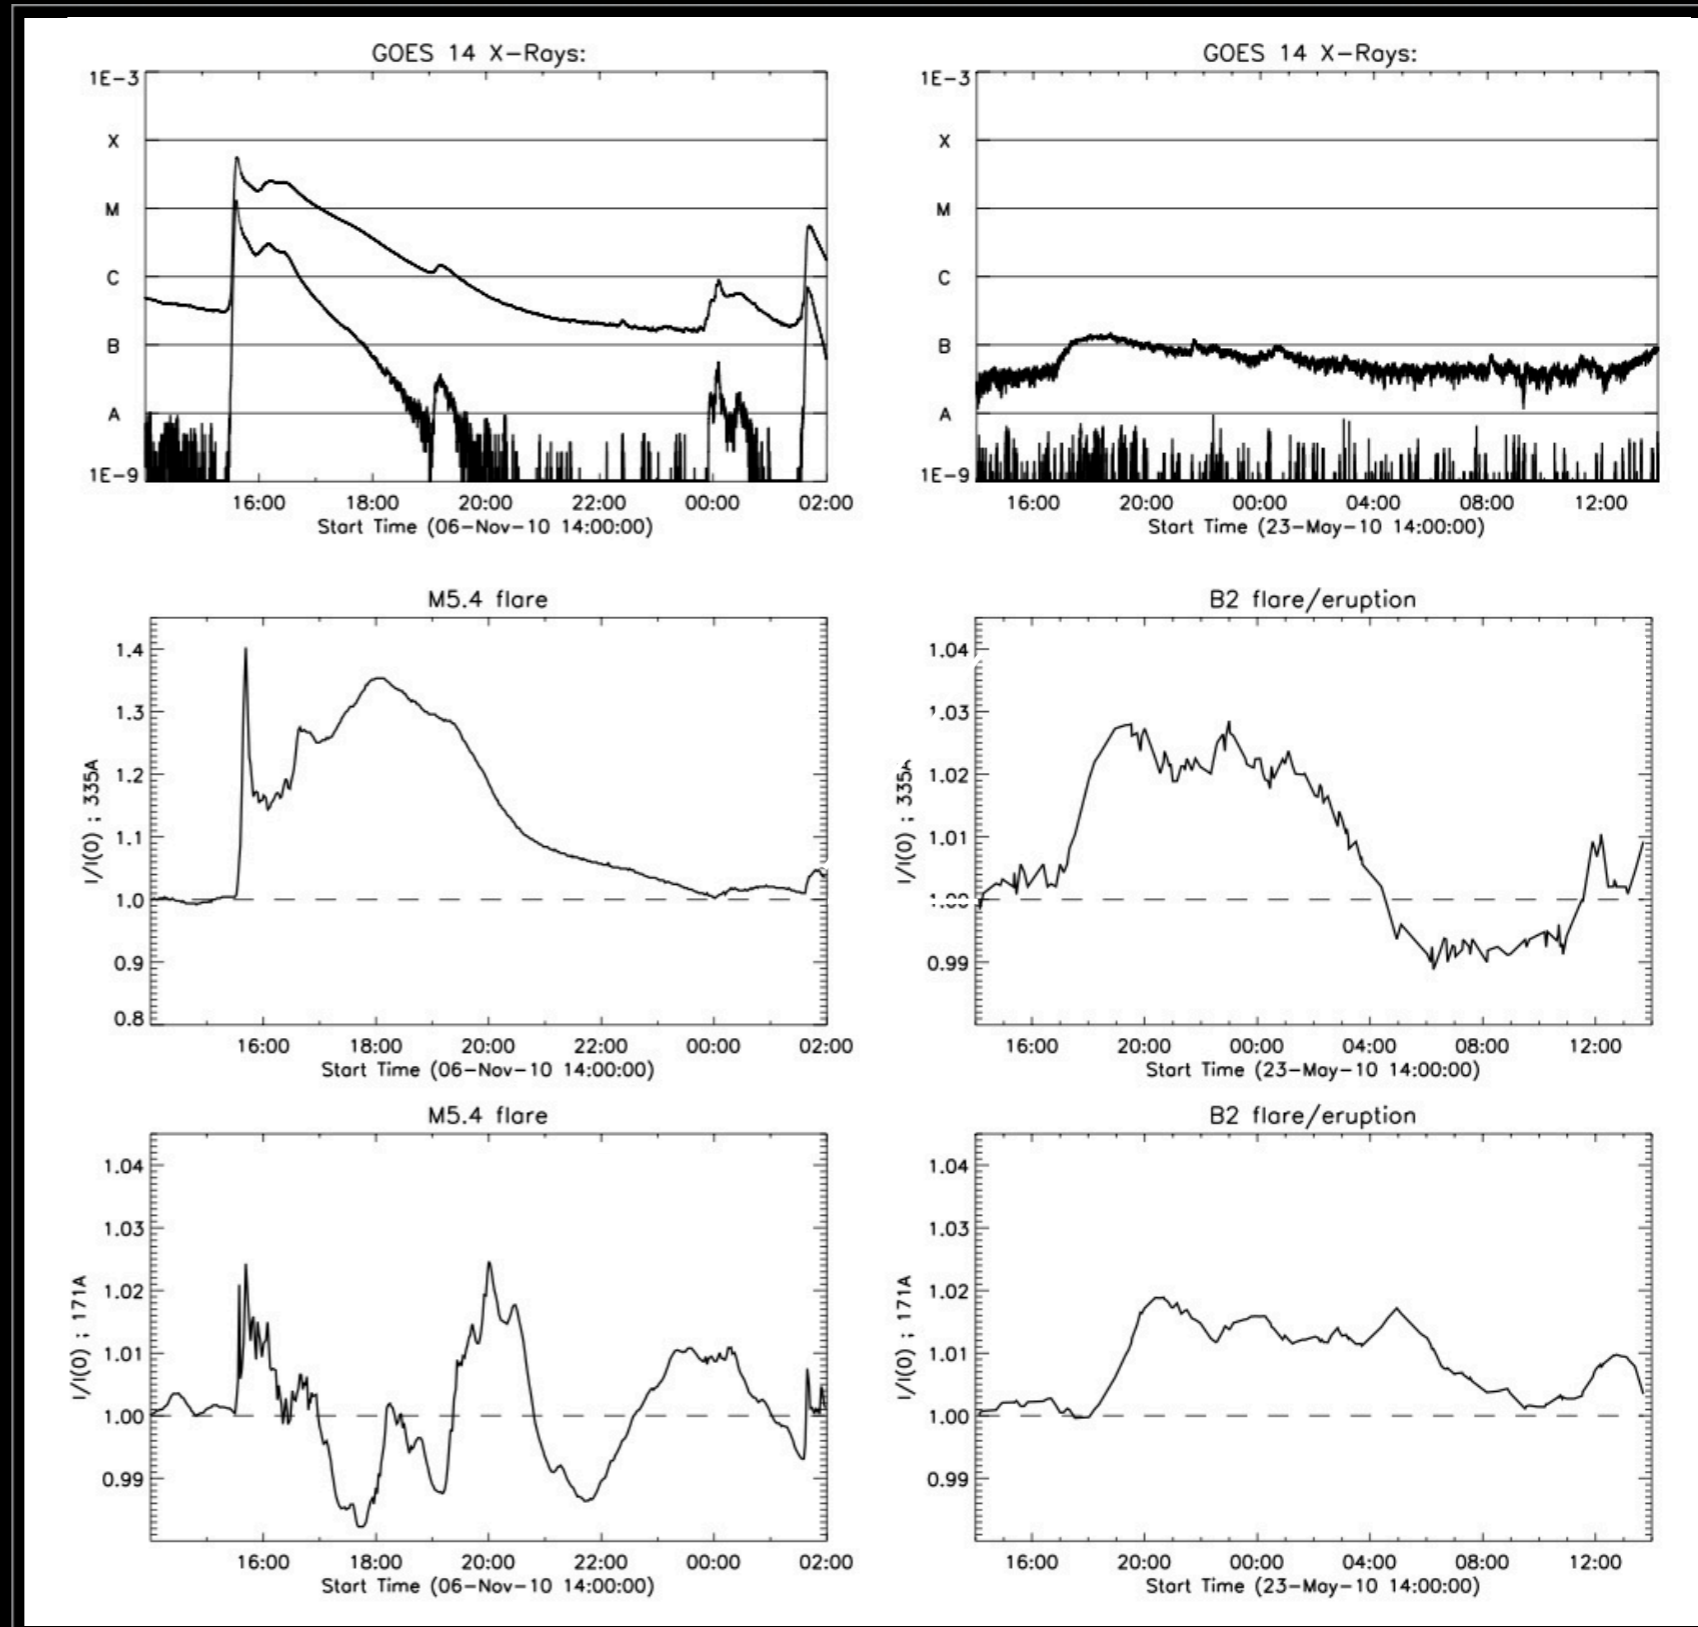 GOES 14 X-Rays:
1E-3
X
M
C
B
A
1E-9
16:00 18:00 20:00 22:00 00:00 02:00
Start Time (06-Nov-10 14:00:00)
GOES 14 X-Rays:
1E-3
X
M
C
B
A
1E-9
16:00 20:00 00:00 04:00 08:00 12:00
Start Time (23-May-10 14:00:00)
M5.4 flare
I/I(0) ; 335A
1.4
1.3
1.2
1.1
1.0
0.9
0.8
16:00 18:00 20:00 22:00 00:00 02:00
Start Time (06-Nov-10 14:00:00)
B2 flare/eruption
I/I(0) ; 335A
1.04
1.03
1.02
1.01
1.00
0.99
16:00 20:00 00:00 04:00 08:00 12:00
Start Time (23-May-10 14:00:00)
M5.4 flare
I/I(0) ; 171A
1.04
1.03
1.02
1.01
1.00
0.99
16:00 18:00 20:00 22:00 00:00 02:00
Start Time (06-Nov-10 14:00:00)
B2 flare/eruption
I/I(0) ; 171A
1.04
1.03
1.02
1.01
1.00
0.99
16:00 20:00 00:00 04:00 08:00 12:00
Start Time (23-May-10 14:00:00)